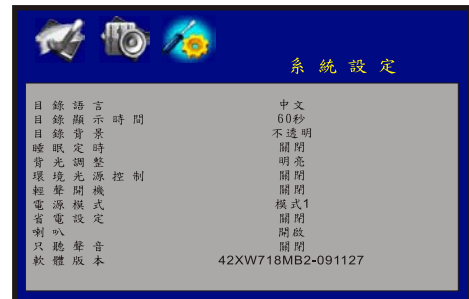 系統設定
目錄語言 中文
目錄顯示時間 60秒
目錄背景 不透明
睡眠定時 關閉
背光調整 明亮
環境光源控制 關閉
輕聲開機 關閉
電源模式 模式1
省電設定 關閉
喇叭 開啟
只聽聲音 關閉
軟體版本 42XW718MB2-091127